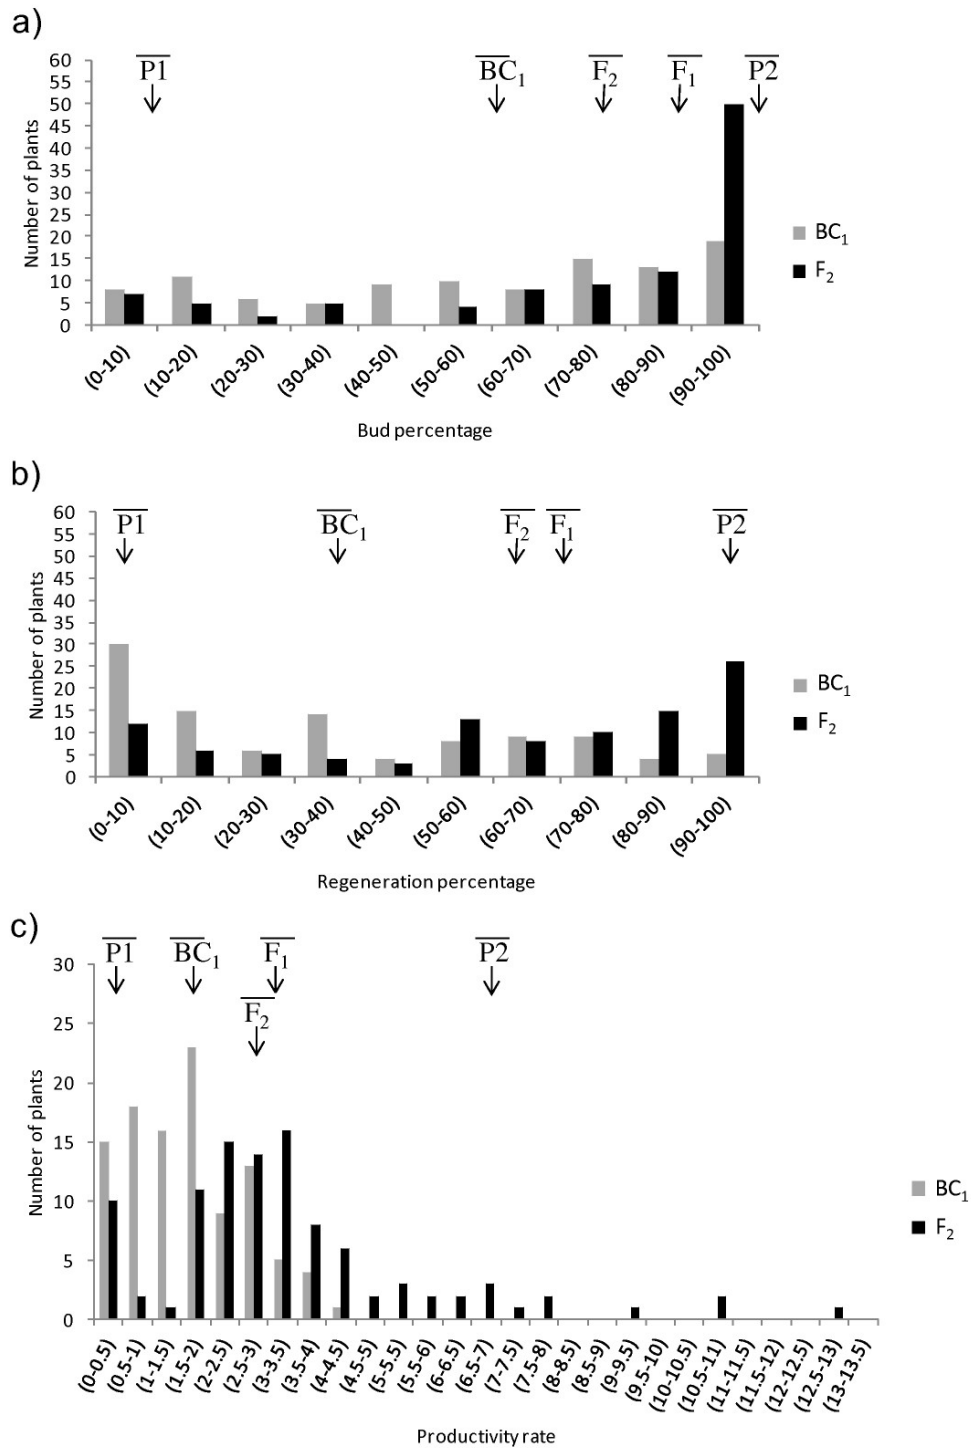 a)
P1 BC1 F2 F1 P2
60
55
50
45
40
35
30
25
20
15
10
5
0
Number of plants
BC1
F2
(0-10) (10-20) (20-30) (30-40) (40-50) (50-60) (60-70) (70-80) (80-90) (90-100)
Bud percentage
b)
P1 BC1 F2 F1 P2
60
55
50
45
40
35
30
25
20
15
10
5
0
Number of plants
BC1
F2
(0-10) (10-20) (20-30) (30-40) (40-50) (50-60) (60-70) (70-80) (80-90) (90-100)
Regeneration percentage
c)
P1 BC1 F1 P2
F2
30
25
20
15
10
5
0
Number of plants
BC1
F2
(0-0.5) (0.5-1) (1-1.5) (1.5-2) (2-2.5) (2.5-3) (3-3.5) (3.5-4) (4-4.5) (4.5-5) (5-5.5) (5.5-6) (6-6.5) (6.5-7) (7-7.5) (7.5-8) (8-8.5) (8.5-9) (9-9.5) (9.5-10) (10-10.5) (10.5-11) (11-11.5) (11.5-12) (12-12.5) (12.5-13) (13-13.5)
Productivity rate